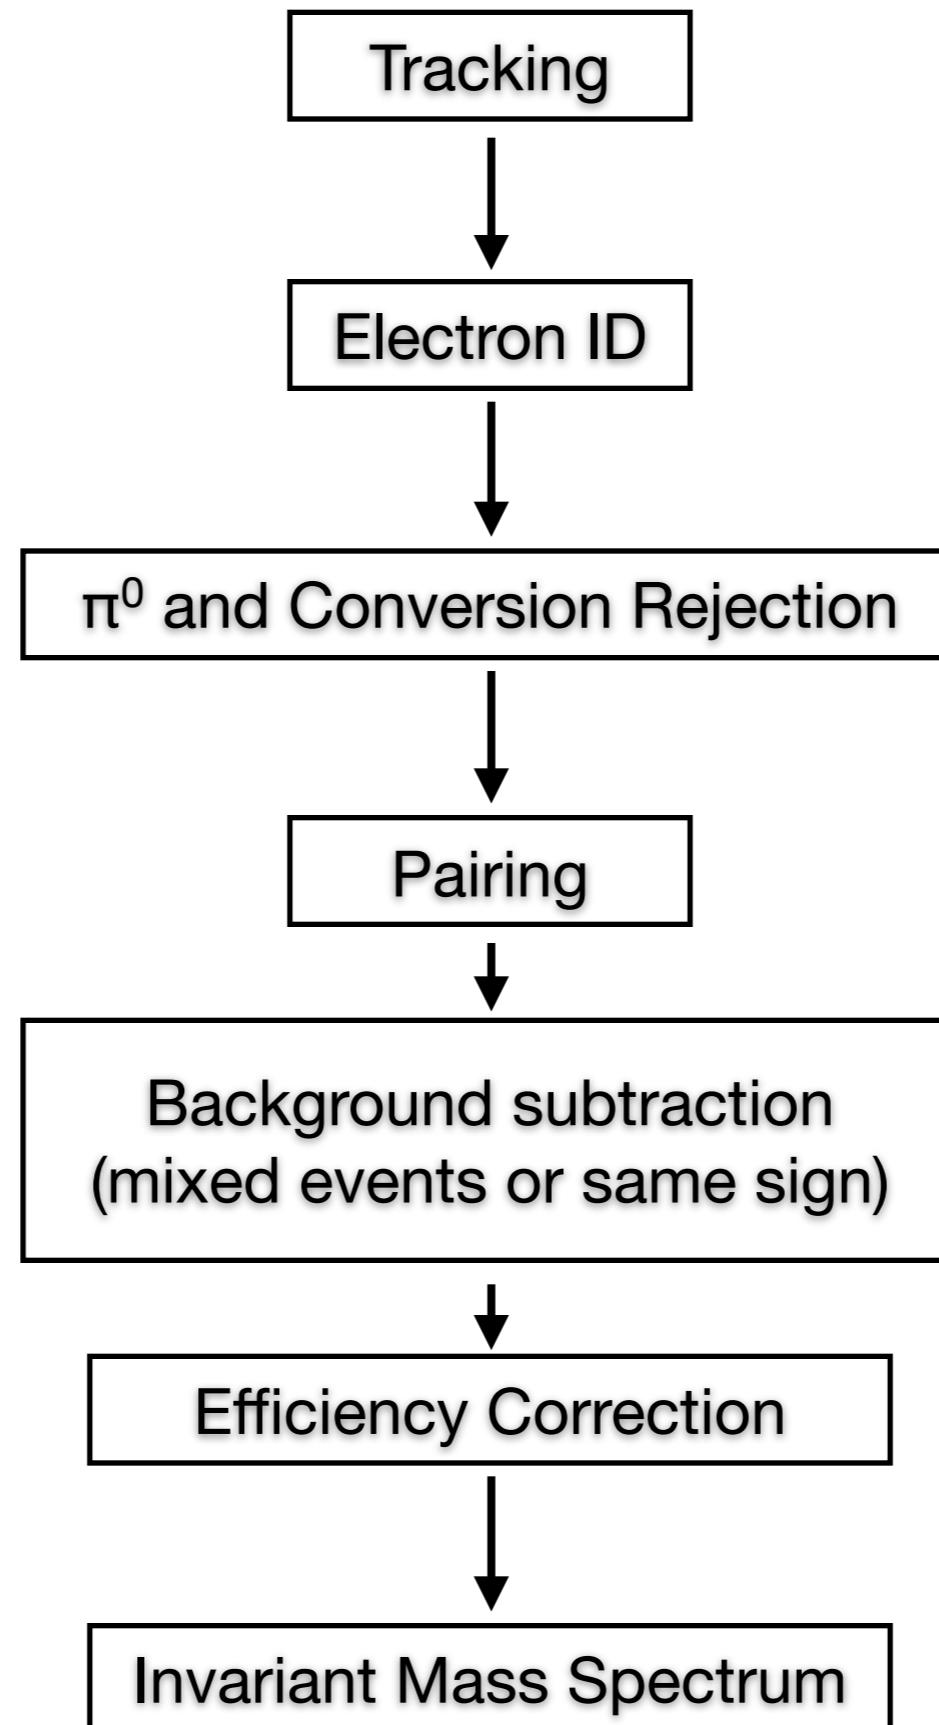 Tracking
Electron ID
π⁰ and Conversion Rejection
Pairing
Background subtraction
(mixed events or same sign)
Efficiency Correction
Invariant Mass Spectrum